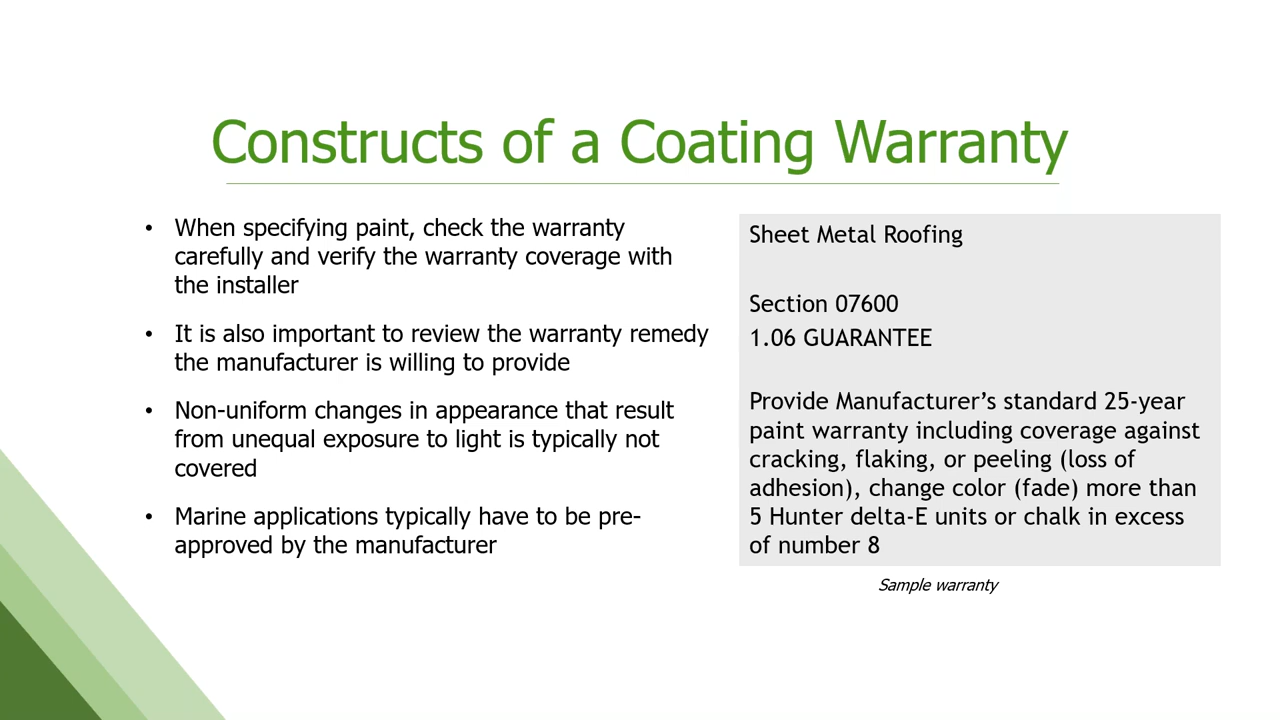 Constructs of a Coating Warranty
• When specifying paint, check the warranty
carefully and verify the warranty coverage with
the installer
• It is also important to review the warranty remedy
the manufacturer is willing to provide
• Non-uniform changes in appearance that result
from unequal exposure to light is typically not
covered
• Marine applications typically have to be pre-
approved by the manufacturer
Sheet Metal Roofing
Section 07600
1.06 GUARANTEE
Provide Manufacturer’s standard 25-year
paint warranty including coverage against
cracking, flaking, or peeling (loss of
adhesion), change color (fade) more than
5 Hunter delta-E units or chalk in excess
of number 8
Sample warranty